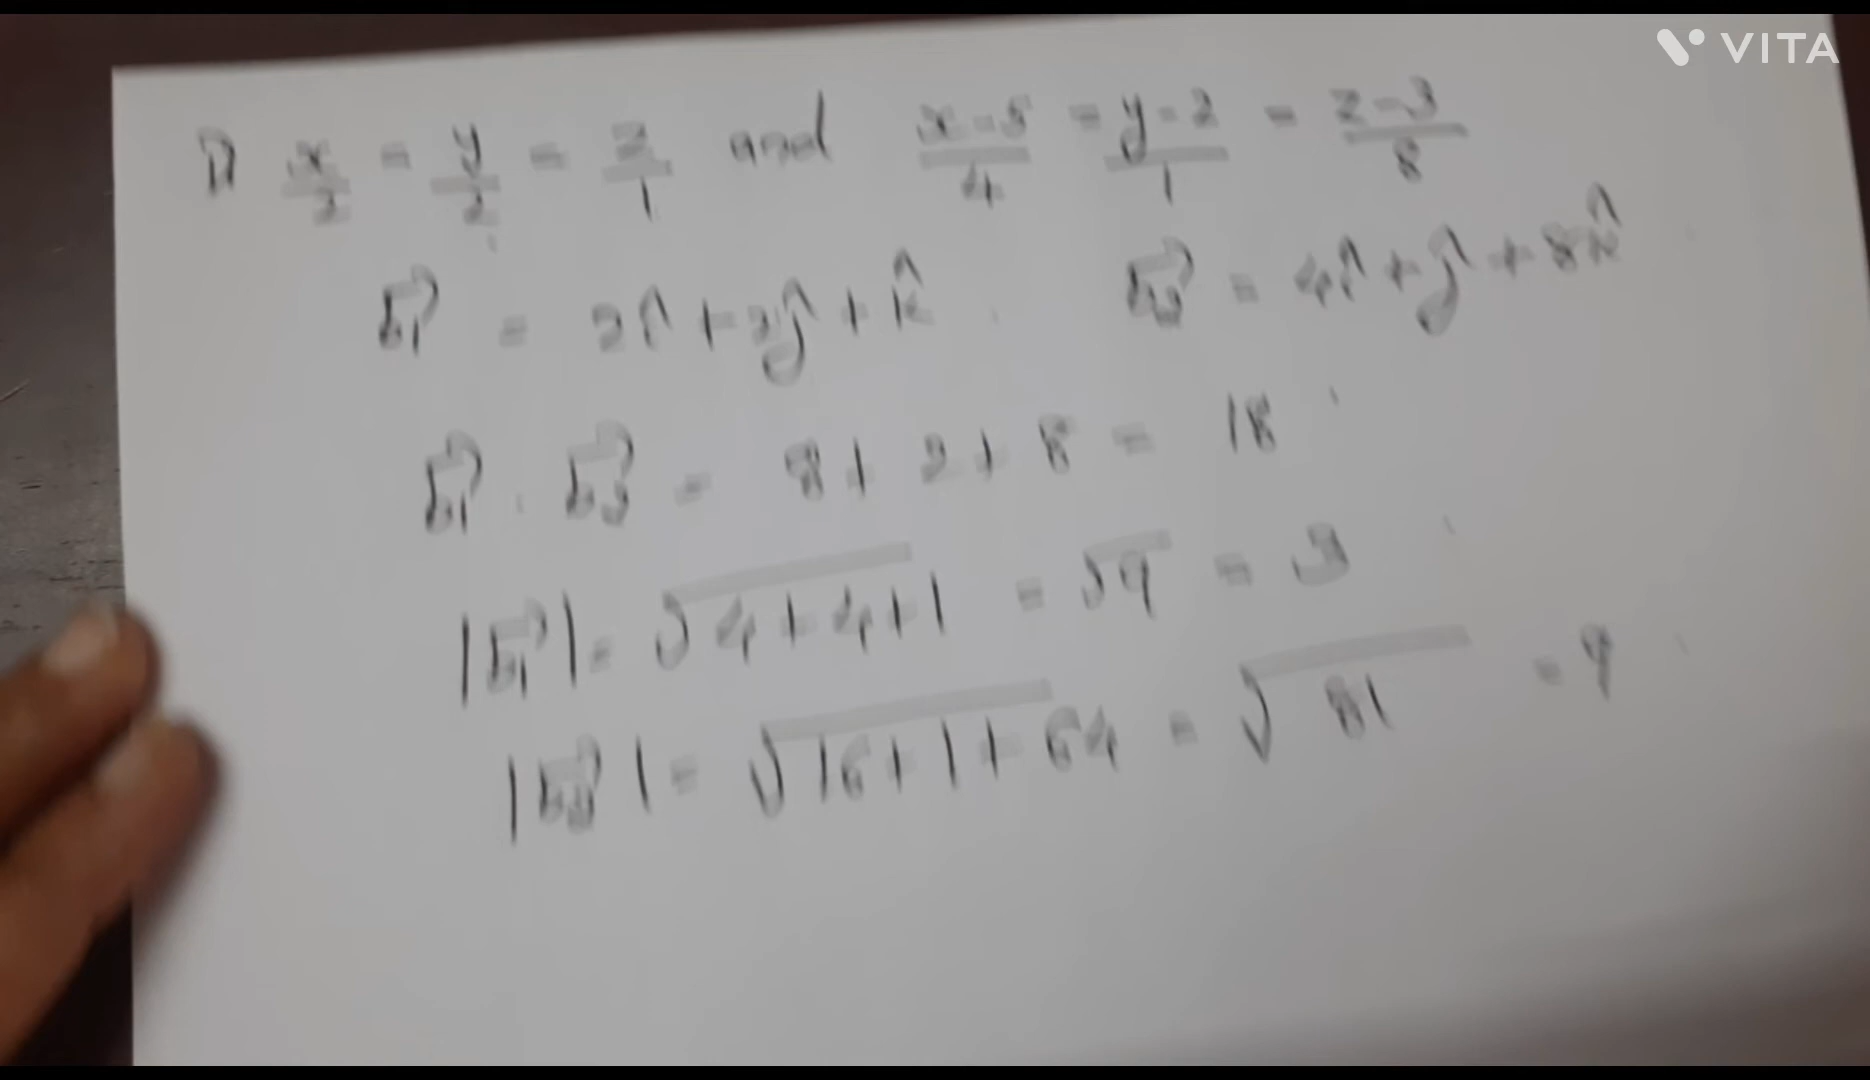 VITA
1) x/2 = y/2 = z/1 and x-5/4 = y-2/1 = z-3/8
b₁⃗ = 2î + 2ĵ + k̂ b₂⃗ = 4î + ĵ + 8k̂
b₁⃗ . b₂⃗ = 8 + 2 + 8 = 18
|b₁⃗| = √4+4+1 = √9 = 3
|b₂⃗| = √16+1+64 = √81 = 9